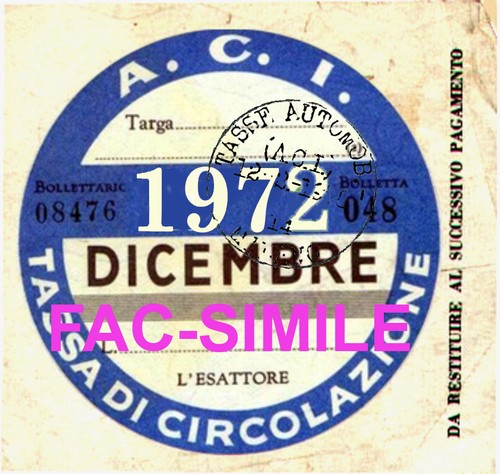 A. C. I.
Targa
BOLLETTARIO BOLLETTA
08476 1972 048
DICEMBRE
FAC-SIMILE
L.
L'ESATTORE
TASSA DI CIRCOLAZIONE
DA RESTITUIRE AL SUCCESSIVO PAGAMENTO
TASSE AUTOMOB
(A.C.I.)